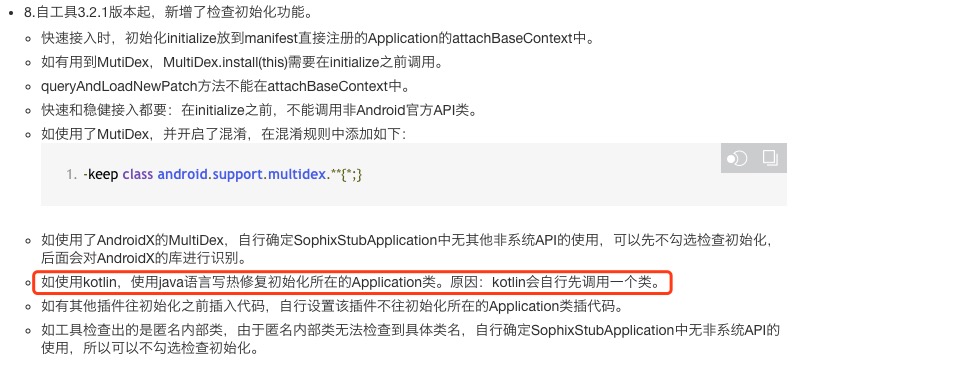 8.自工具3.2.1版本起，新增了检查初始化功能。
快速接入时，初始化initialize放到manifest直接注册的Application的attachBaseContext中。
如有用到MutiDex，MultiDex.install(this)需要在initialize之前调用。
queryAndLoadNewPatch方法不能在attachBaseContext中。
快速和稳健接入都要：在initialize之前，不能调用非Android官方API类。
如使用了MutiDex，并开启了混淆，在混淆规则中添加如下：
1. -keep class android.support.multidex.**{*;}
如使用了AndroidX的MultiDex，自行确定SophixStubApplication中无其他非系统API的使用，可以先不勾选检查初始化，
后面会对AndroidX的库进行识别。
如使用kotlin，使用java语言写热修复初始化所在的Application类。原因：kotlin会自行先调用一个类。
如有其他插件往初始化之前插入代码，自行设置该插件不往初始化所在的Application类插代码。
如工具检查出的是匿名内部类，由于匿名内部类无法检查到具体类名，自行确定SophixStubApplication中无非系统API的
使用，所以可以不勾选检查初始化。